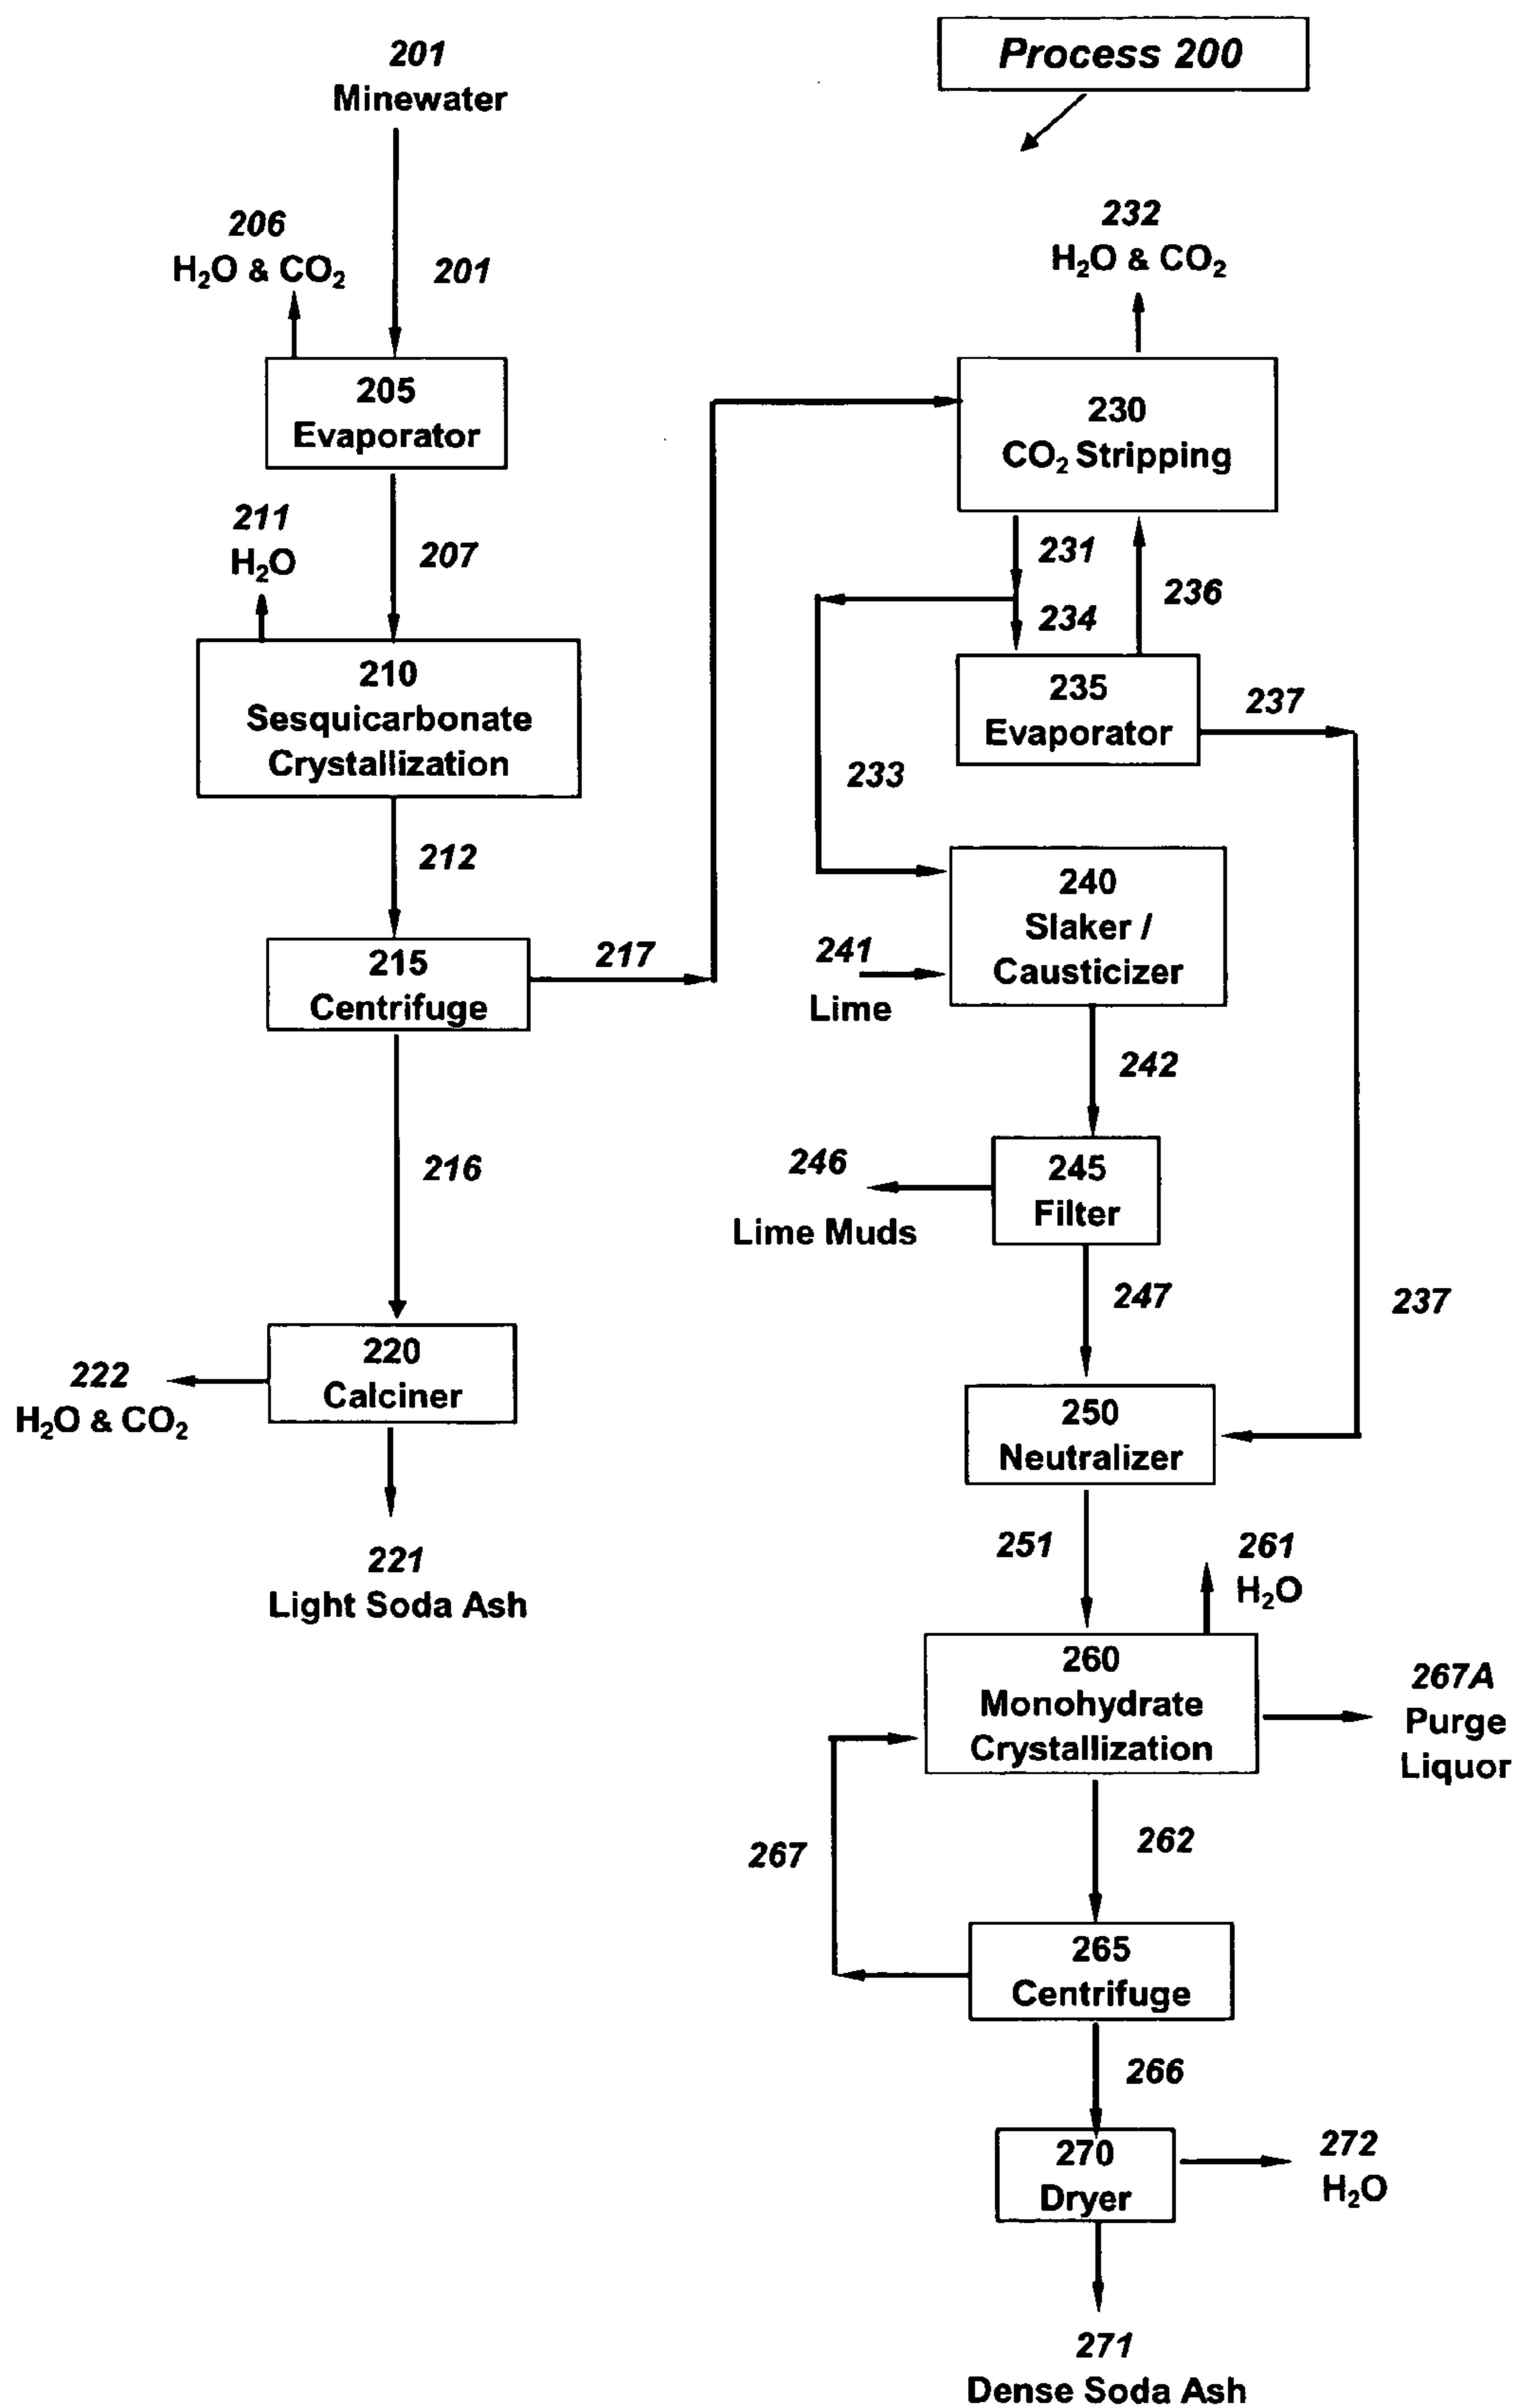 Process 200
201
Minewater
206
H₂O & CO₂
201
205
Evaporator
211
H₂O
207
210
Sesquicarbonate
Crystallization
212
215
Centrifuge
217
216
220
Calciner
222
H₂O & CO₂
221
Light Soda Ash
232
H₂O & CO₂
230
CO₂ Stripping
231
236
234
235
Evaporator
237
233
240
Slaker /
Causticizer
241
Lime
242
245
Filter
246
Lime Muds
247
237
250
Neutralizer
251
261
H₂O
260
Monohydrate
Crystallization
267A
Purge
Liquor
267
262
265
Centrifuge
266
270
Dryer
272
H₂O
271
Dense Soda Ash